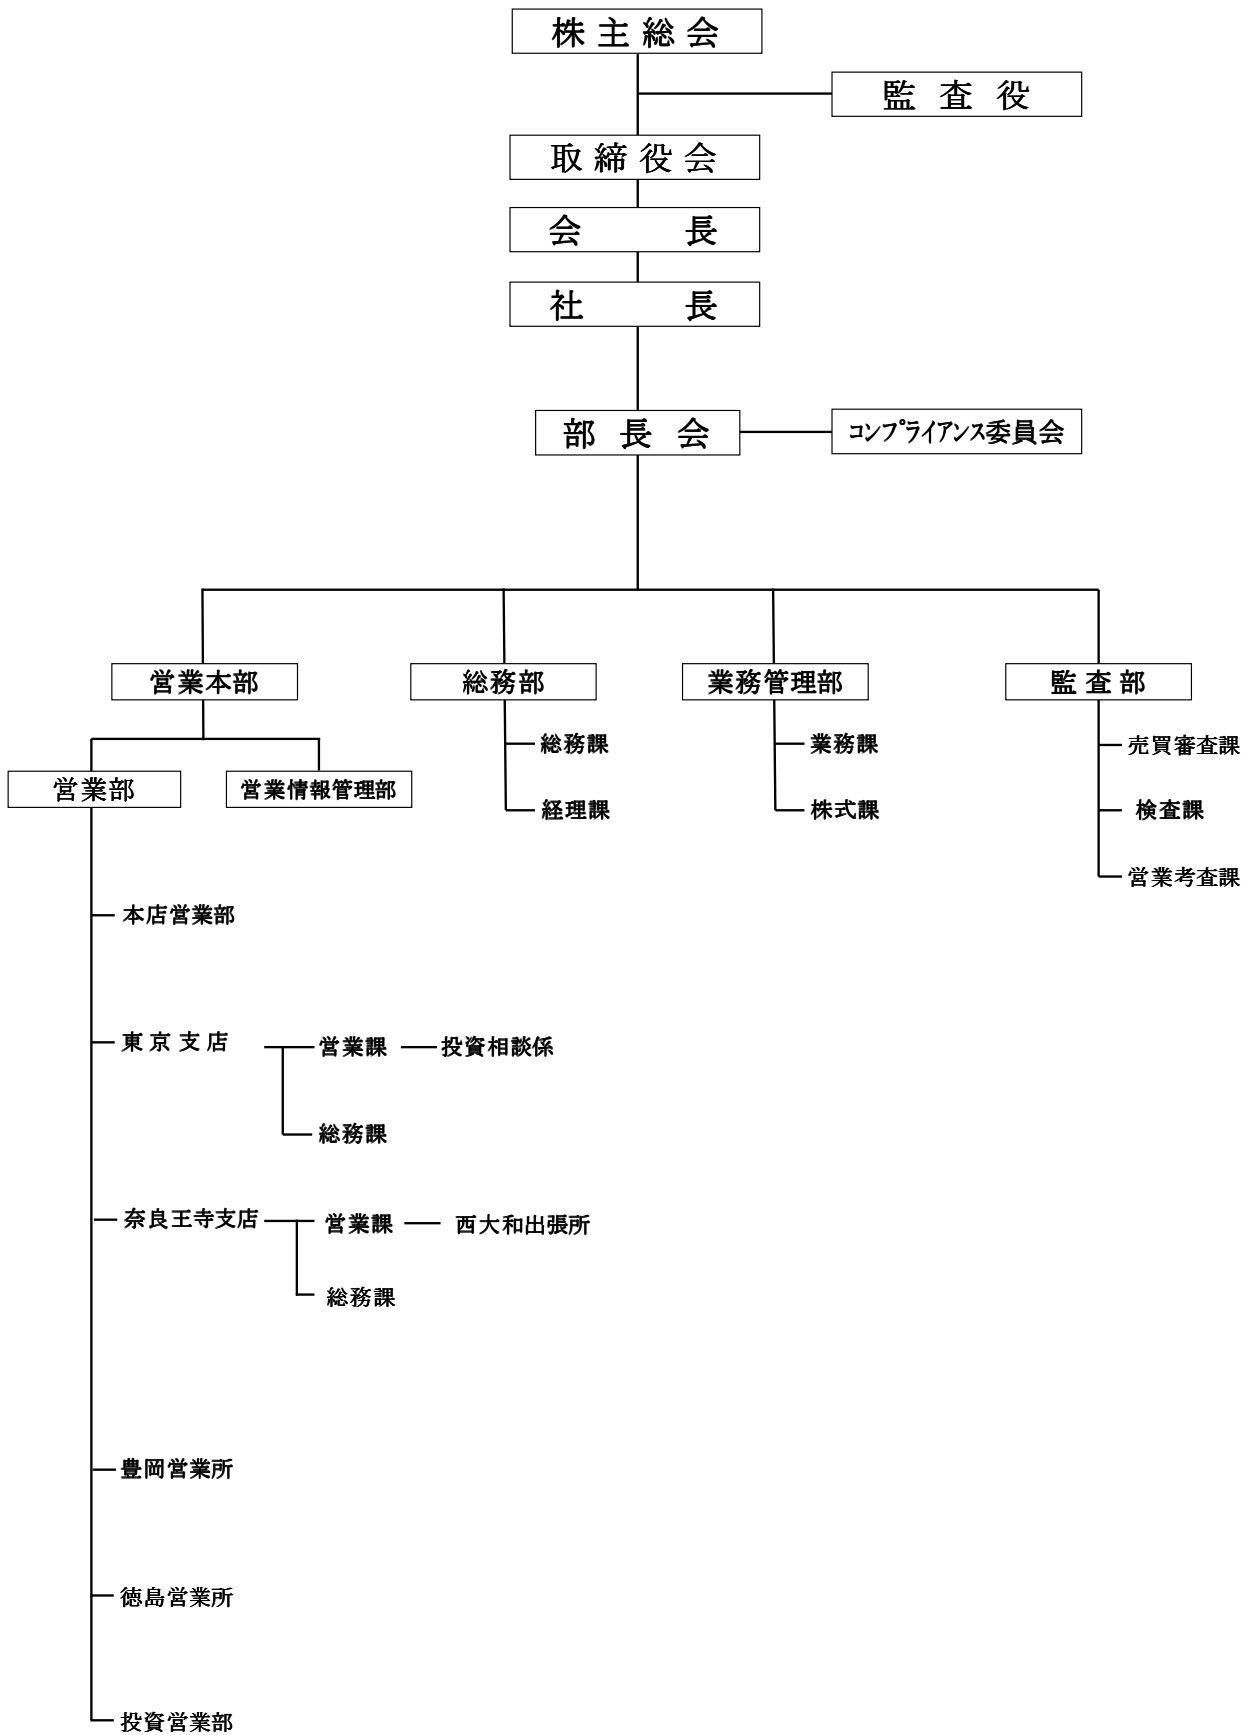 株主総会
監査役
取締役会
会長
社長
部長会
コンプライアンス委員会
営業本部
総務部
業務管理部
監査部
総務課
業務課
売買審査課
営業部
営業情報管理部
経理課
株式課
検査課
営業考査課
本店営業部
東京支店
営業課
投資相談係
総務課
奈良王寺支店
営業課
西大和出張所
総務課
豊岡営業所
徳島営業所
投資営業部